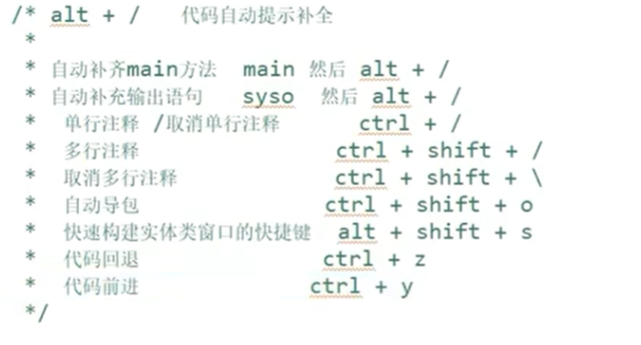 /* alt + /    代码自动提示补全
*
* 自动补齐main方法  main 然后 alt + /
* 自动补充输出语句   syso  然后 alt + /
*  单行注释 /取消单行注释      ctrl + /
*  多行注释               ctrl + shift + /
*  取消多行注释            ctrl + shift + \
*  自动导包              ctrl + shift + o
*  快速构建实体类窗口的快捷键  alt + shift + s
*  代码回退              ctrl + z
*  代码前进             ctrl + y
*/